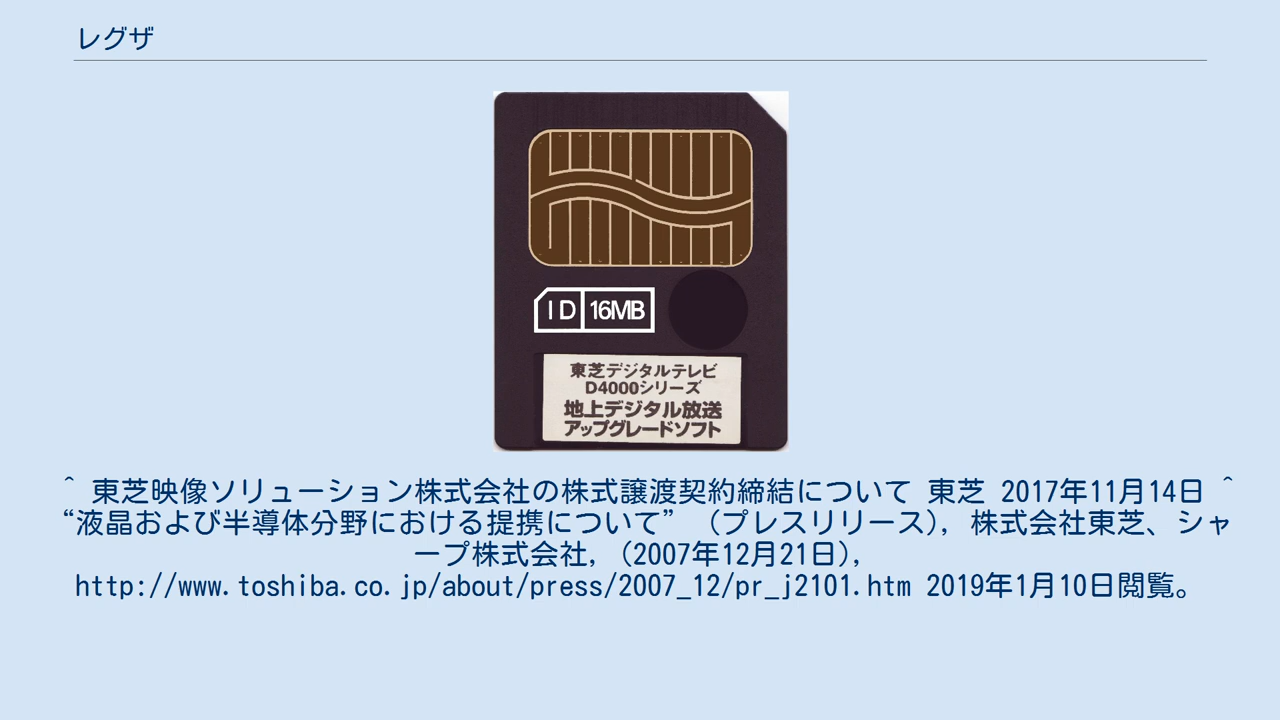 レグザ
ID 16MB
東芝デジタルテレビ
D4000シリーズ
地上デジタル放送
アップグレードソフト
^ 東芝映像ソリューション株式会社の株式譲渡契約締結について 東芝 2017年11月14日 ^
“液晶および半導体分野における提携について” （プレスリリース）, 株式会社東芝、シャ
ープ株式会社, （2007年12月21日）,
http://www.toshiba.co.jp/about/press/2007_12/pr_j2101.htm 2019年1月10日閲覧。